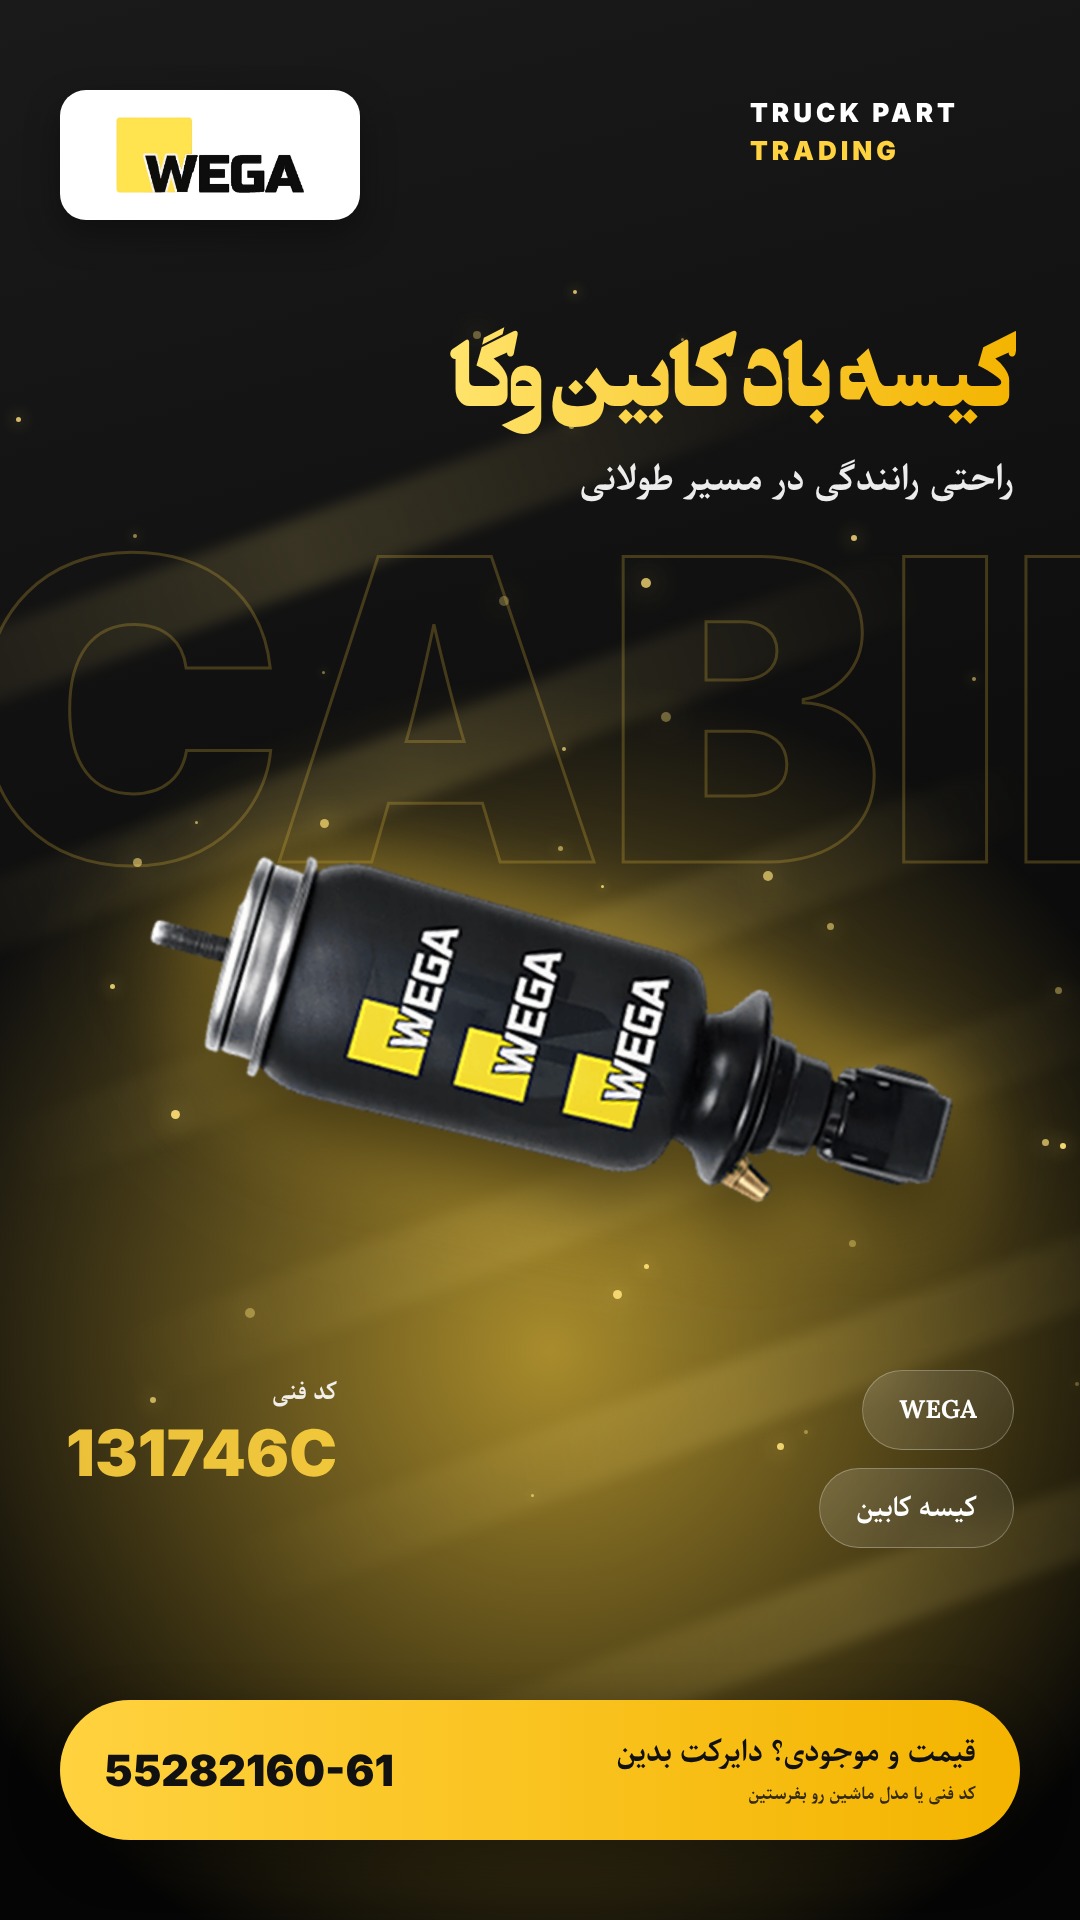 WEGA
TRUCK PART
TRADING
کیسه باد کابین وگا
راحتی رانندگی در مسیر طولانی
CABI
WEGA
WEGA
WEGA
کد فنی
131746C
WEGA
کیسه کابین
قیمت و موجودی؟ دایرکت بدین
کد فنی یا مدل ماشین رو بفرستین
55282160-61